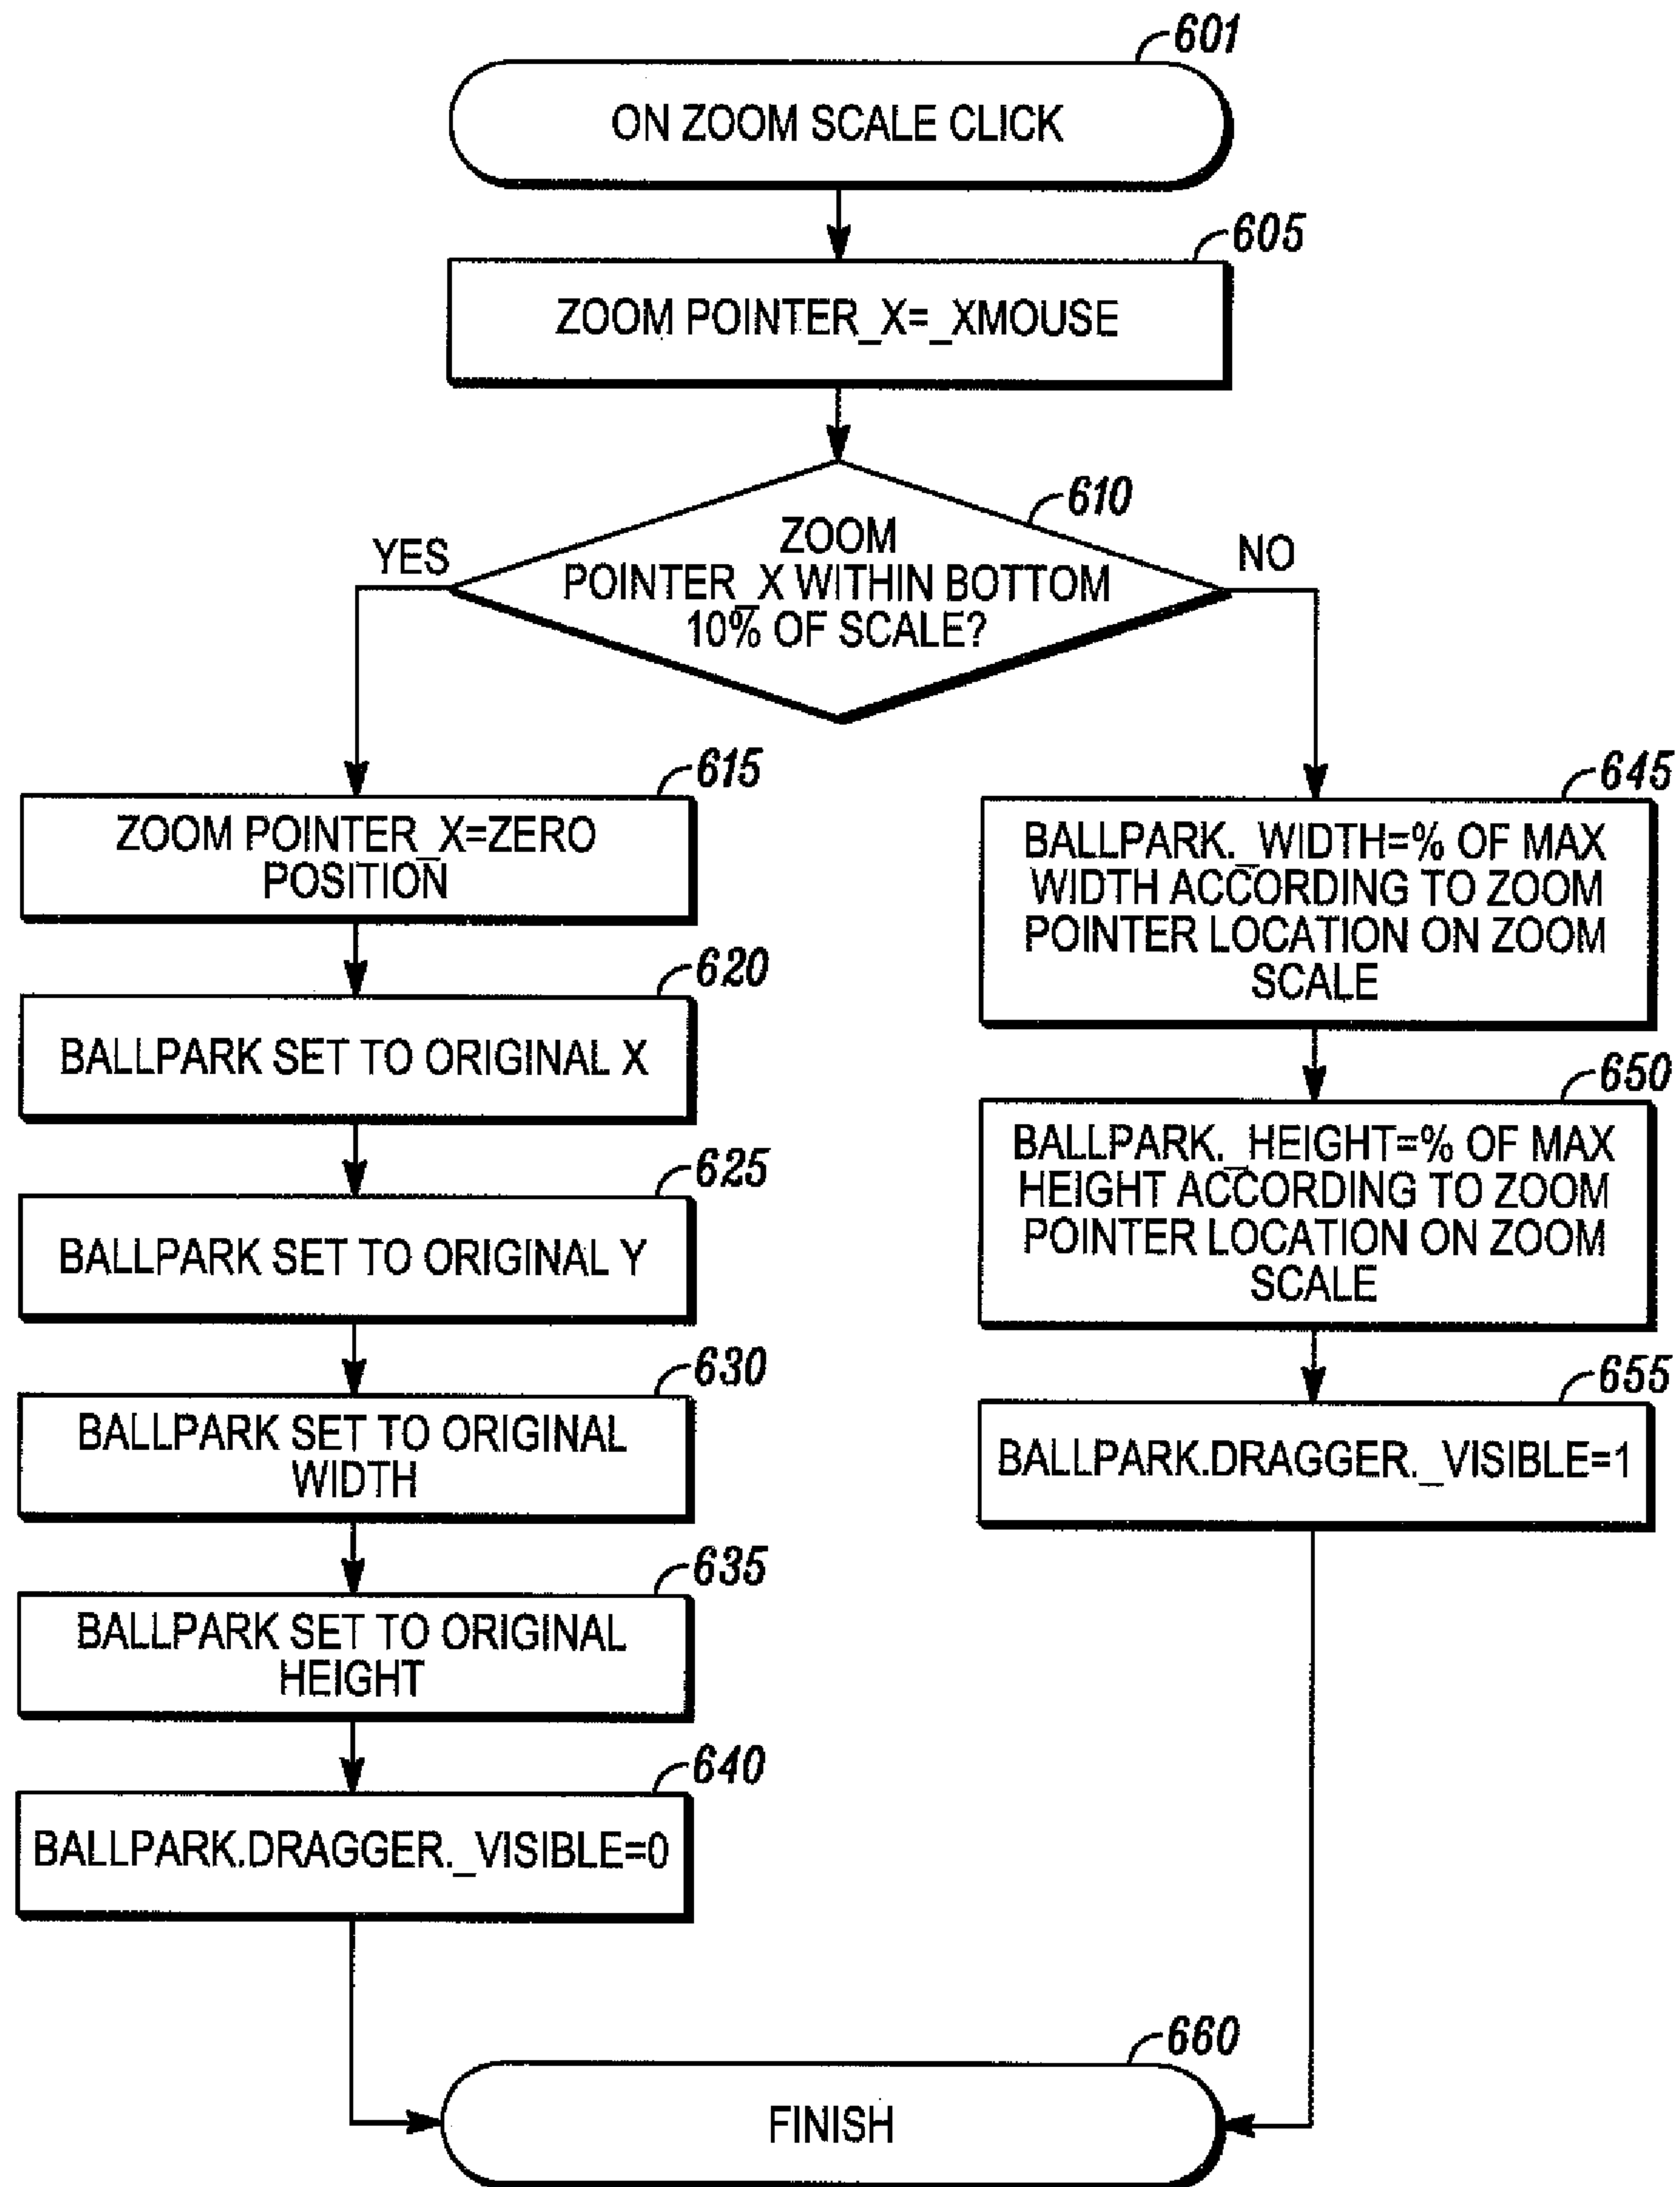 601
ON ZOOM SCALE CLICK
605
ZOOM POINTER_X=_XMOUSE
610
ZOOM
POINTER_X WITHIN BOTTOM
10% OF SCALE?
YES
NO
615
ZOOM POINTER_X=ZERO
POSITION
620
BALLPARK SET TO ORIGINAL X
625
BALLPARK SET TO ORIGINAL Y
630
BALLPARK SET TO ORIGINAL
WIDTH
635
BALLPARK SET TO ORIGINAL
HEIGHT
640
BALLPARK.DRAGGER._VISIBLE=0
645
BALLPARK._WIDTH=% OF MAX
WIDTH ACCORDING TO ZOOM
POINTER LOCATION ON ZOOM
SCALE
650
BALLPARK._HEIGHT=% OF MAX
HEIGHT ACCORDING TO ZOOM
POINTER LOCATION ON ZOOM
SCALE
655
BALLPARK.DRAGGER._VISIBLE=1
660
FINISH